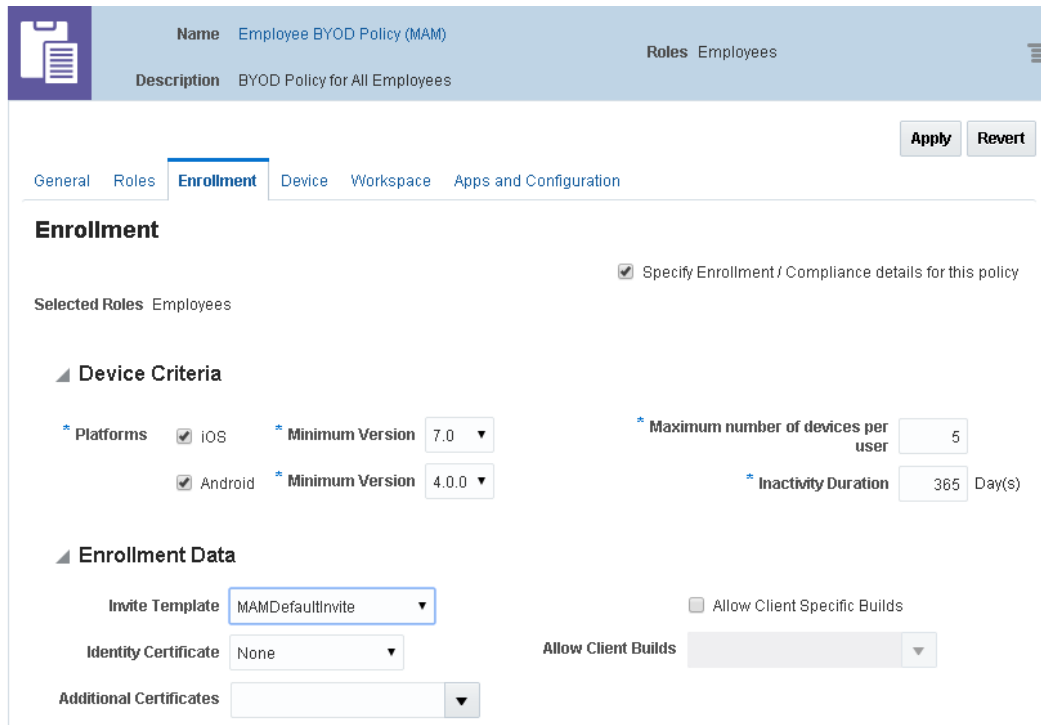 Name Employee BYOD Policy (MAM)
Roles Employees
Description BYOD Policy for All Employees
Apply Revert
General Roles Enrollment Device Workspace Apps and Configuration
Enrollment
Specify Enrollment / Compliance details for this policy
Selected Roles Employees
Device Criteria
* Platforms iOS * Minimum Version 7.0
* Maximum number of devices per
user 5
Android * Minimum Version 4.0.0
* Inactivity Duration 365 Day(s)
Enrollment Data
Invite Template MAMDefaultInvite
Allow Client Specific Builds
Identity Certificate None
Allow Client Builds
Additional Certificates